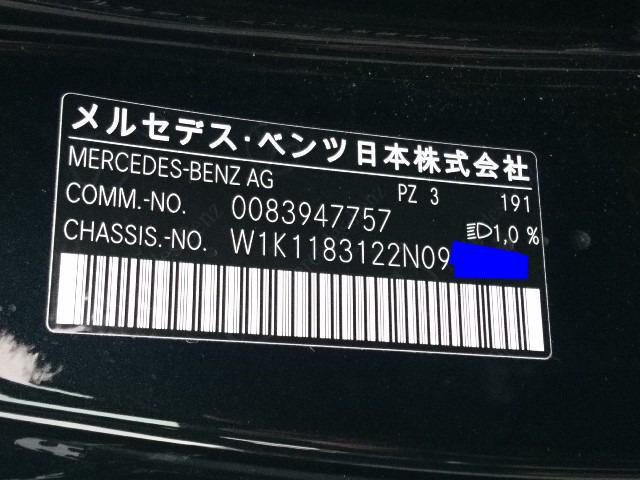 メルセデス・ベンツ日本株式会社
MERCEDES-BENZ AG PZ 3 191
COMM.-NO. 0083947757 1,0 %
CHASSIS.-NO. W1K1183122N09